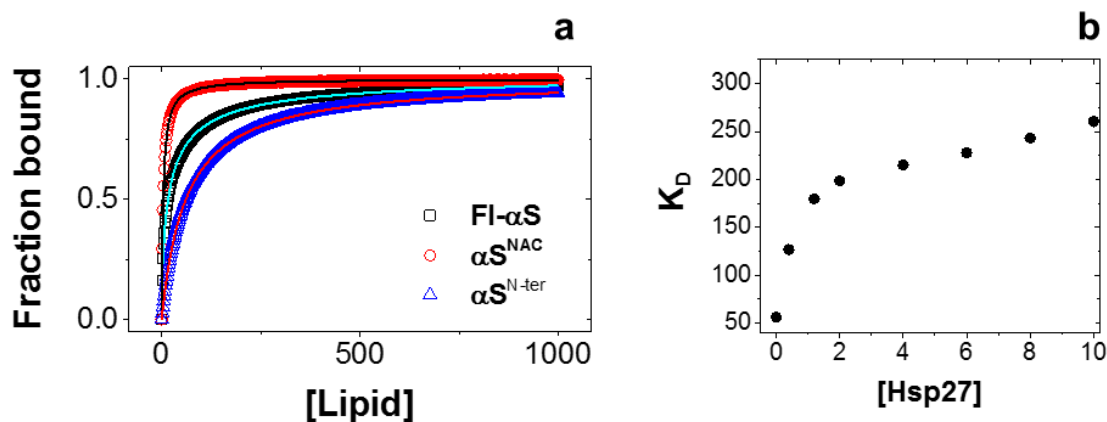 a
Fraction bound
1.0
0.5
0.0
Fl-αS
αS^NAC
αS^N-ter
0
500
1000
[Lipid]
b
K_D
300
250
200
150
100
50
0
2
4
6
8
10
[Hsp27]